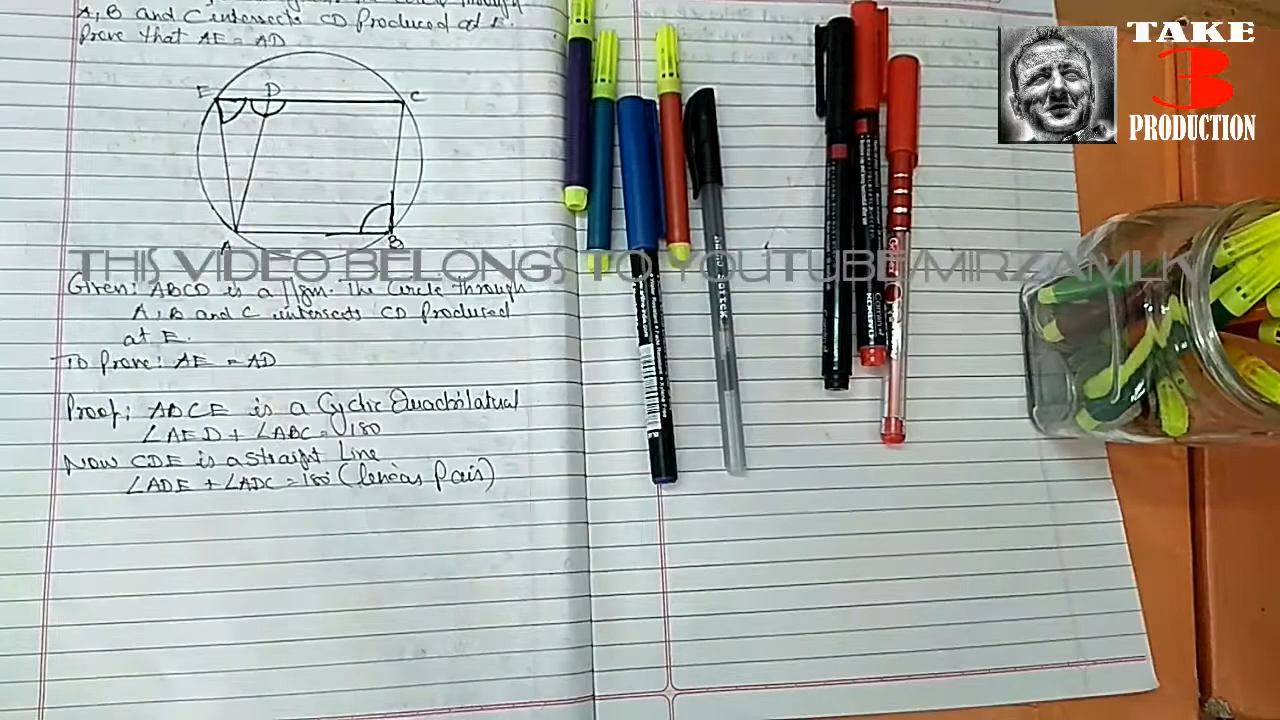 A, B and C intersects CD Produced at E
Prove that AE = AD
E D C
A B
Given: ABCD is a ||gm. The Circle through
A, B and C intersects CD Produced
at E.
To Prove: AE = AD
Proof: ABCE is a Cyclic Quadrilatual
∠AED + ∠ABC = 180
Now CDE is a straight Line
∠ADE + ∠ADC = 180° (linear Pair)
TAKE
3
PRODUCTION
THIS VIDEO BELONGS TO YOUTUBE/MIRZAMLK